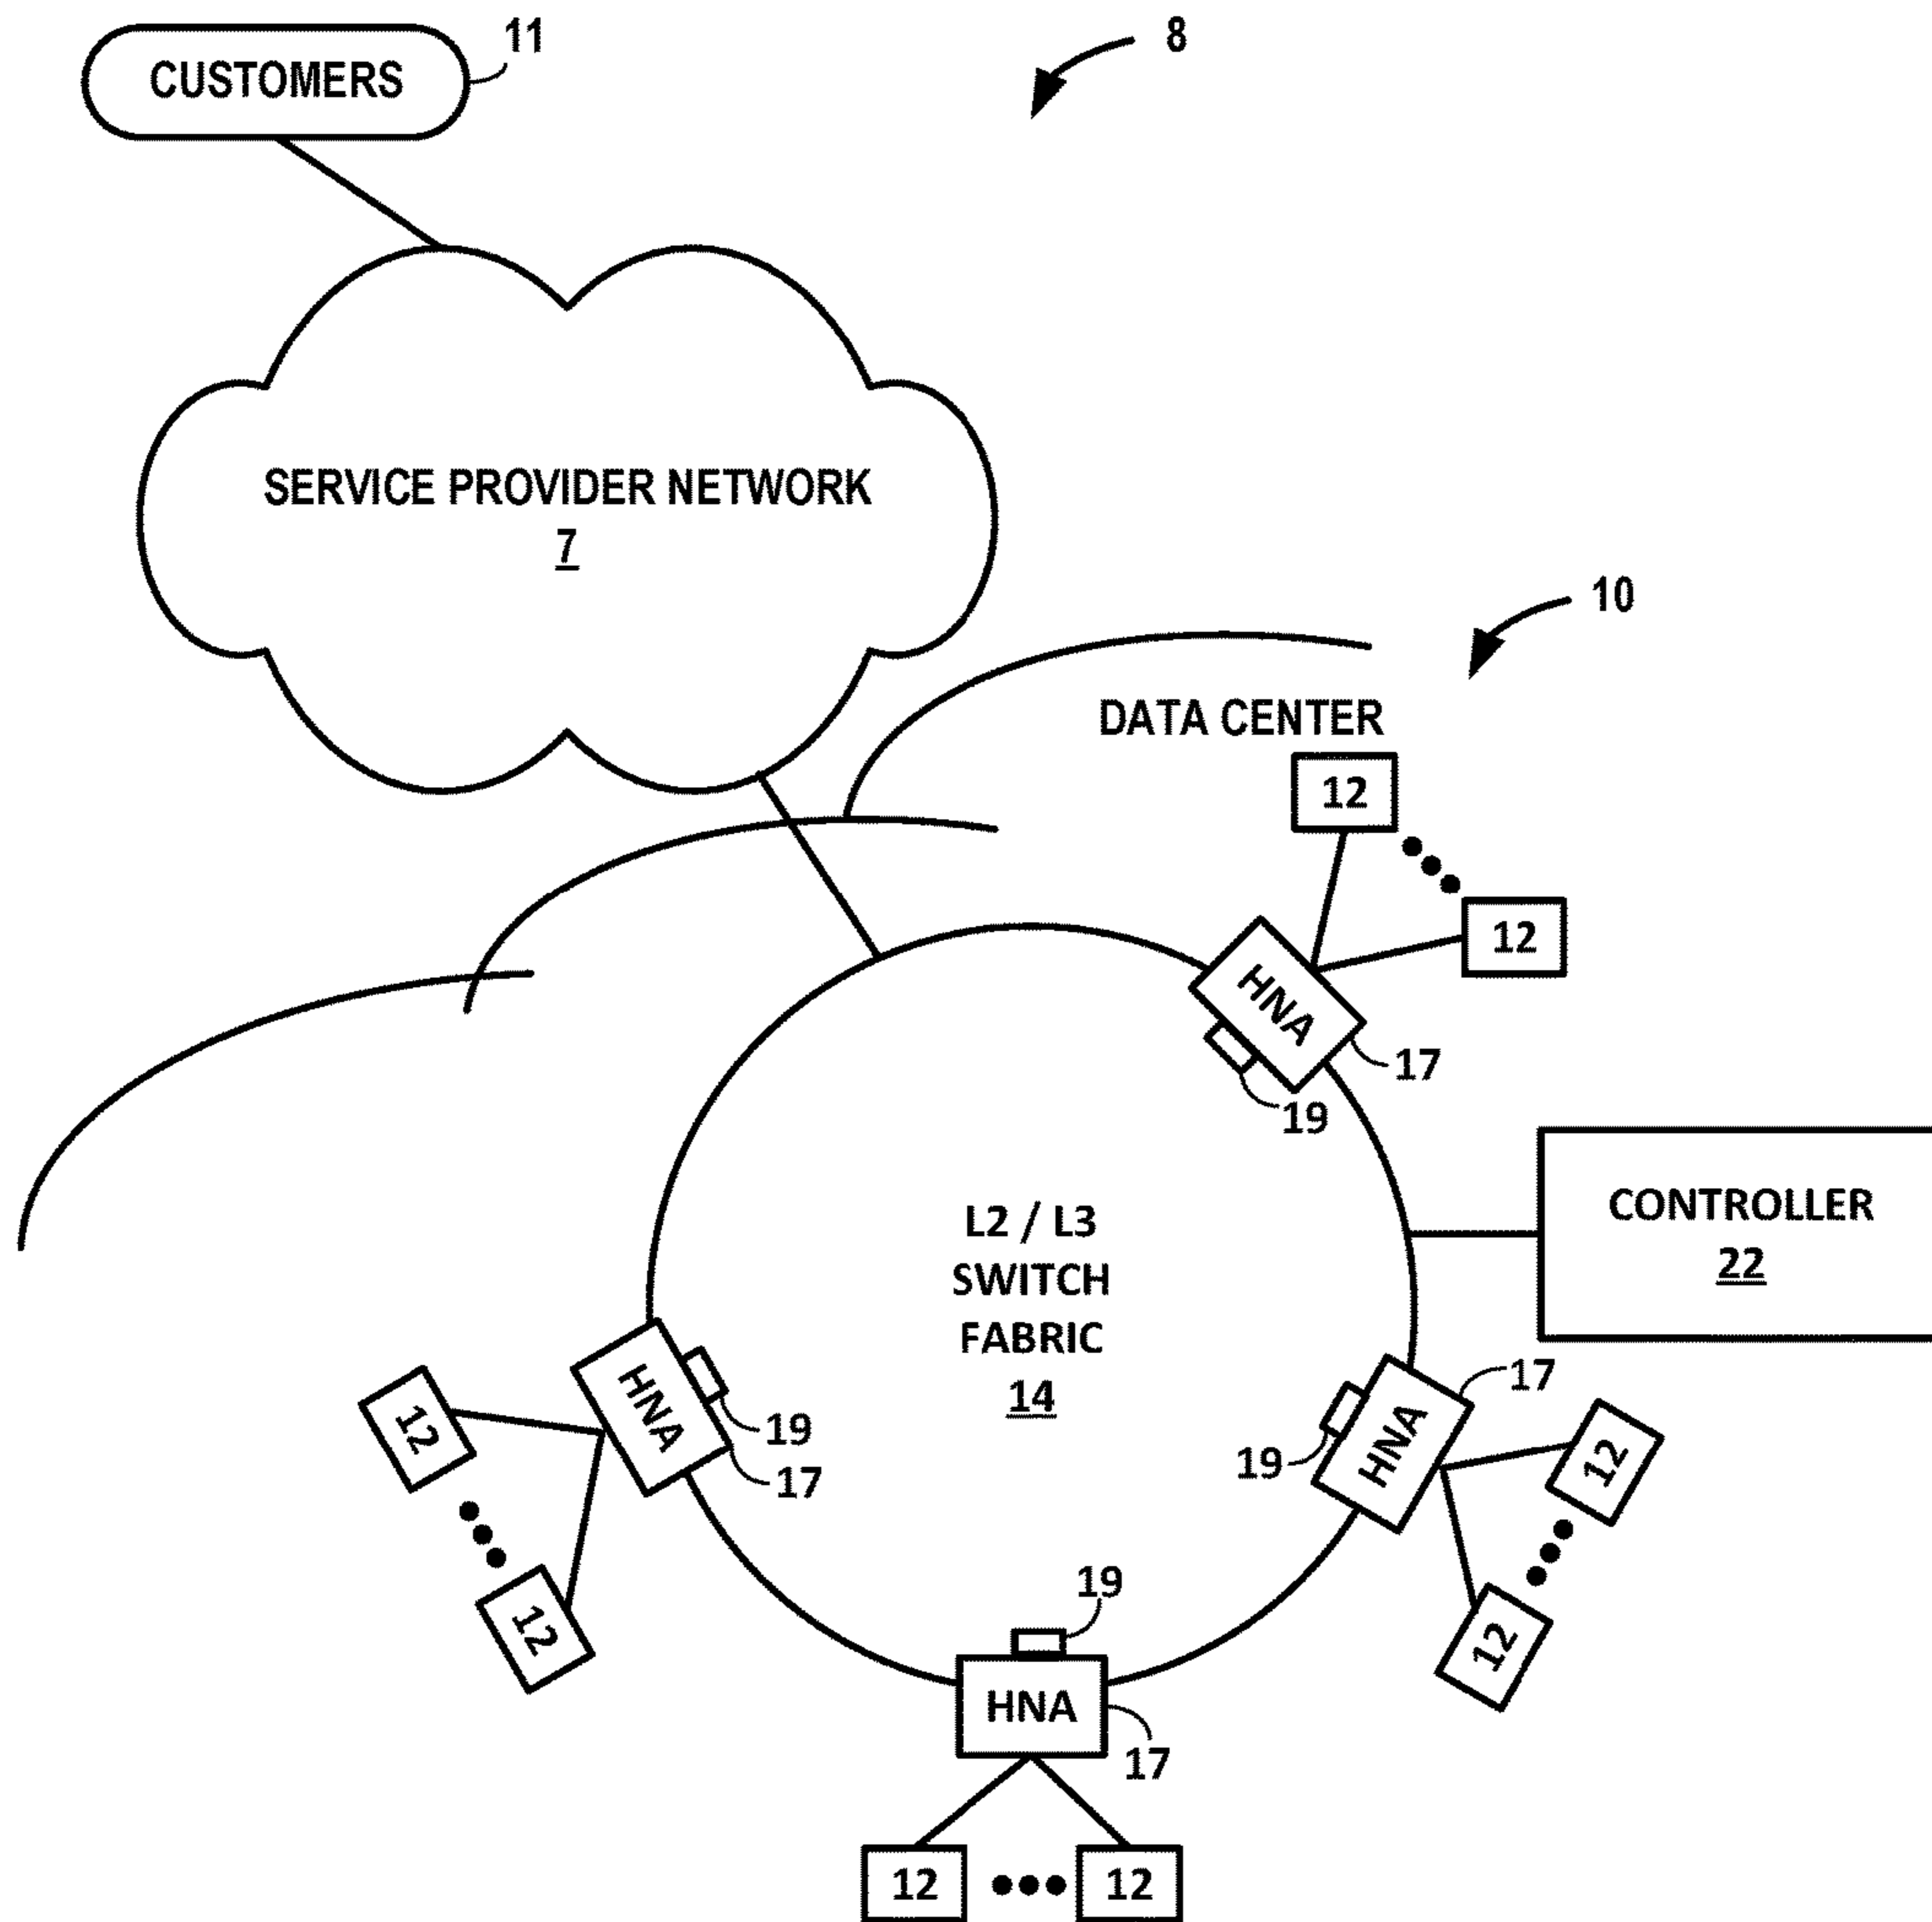 11
8
CUSTOMERS
SERVICE PROVIDER NETWORK
7
10
DATA CENTER
12
12
HNA
17
19
CONTROLLER
22
L2 / L3
SWITCH
FABRIC
14
HNA
19
17
12
12
17
HNA
19
12
12
19
HNA
17
12
12